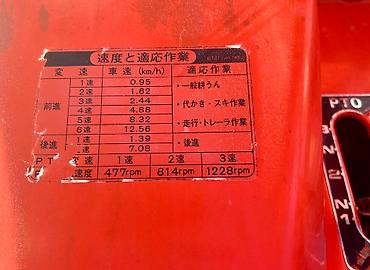 速度と適応作業
変 速 車速(km/h) 適応作業
前進 1速 0.95 ・一般耕うん
2速 1.62
3速 2.44 ・代かき・スキ作業
4速 4.88
5速 8.32 ・走行・トレーラ作業
6速 12.56
後進 1速 1.39 ・後進
速 7.08
PT 変速 1速 2速 3速
速度 477rpm 814rpm 1228rpm
PTO
3
N
2
N
1